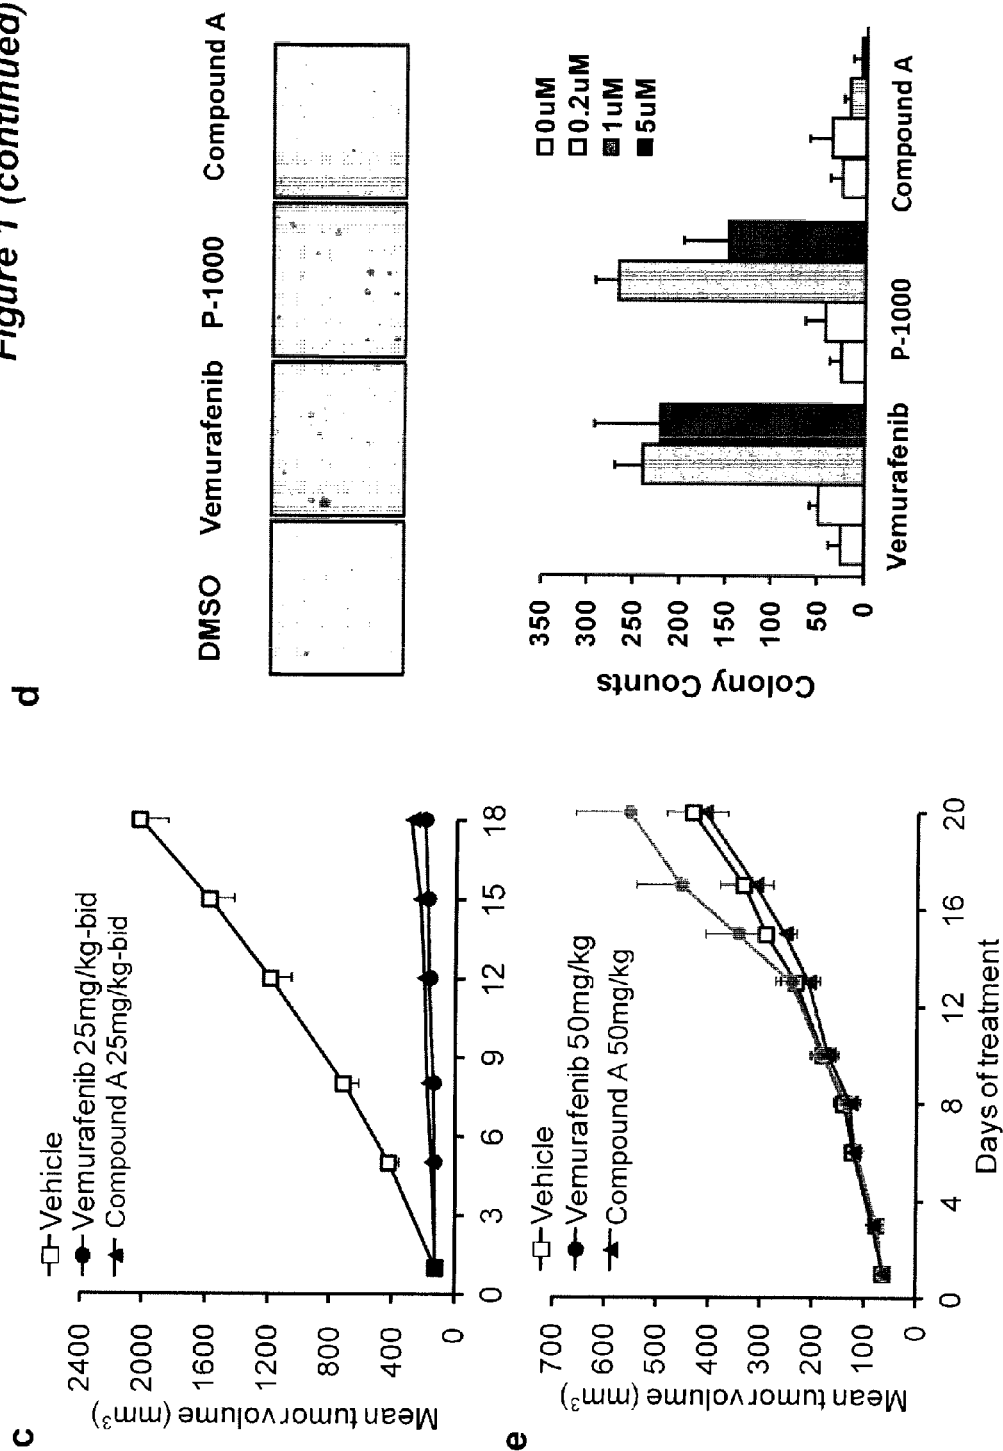 Figure 1 (continued)
c
Mean tumor volume (mm³)
2400
2000
1600
1200
800
400
0
Vehicle
Vemurafenib 25mg/kg-bid
Compound A 25mg/kg-bid
0 3 6 9 12 15 18
d
DMSO Vemurafenib P-1000 Compound A
Colony Counts
350
300
250
200
150
100
50
0
0uM
0.2uM
1uM
5uM
Vemurafenib P-1000 Compound A
e
Mean tumor volume (mm³)
700
600
500
400
300
200
100
0
Vehicle
Vemurafenib 50mg/kg
Compound A 50mg/kg
0 4 8 12 16 20
Days of treatment